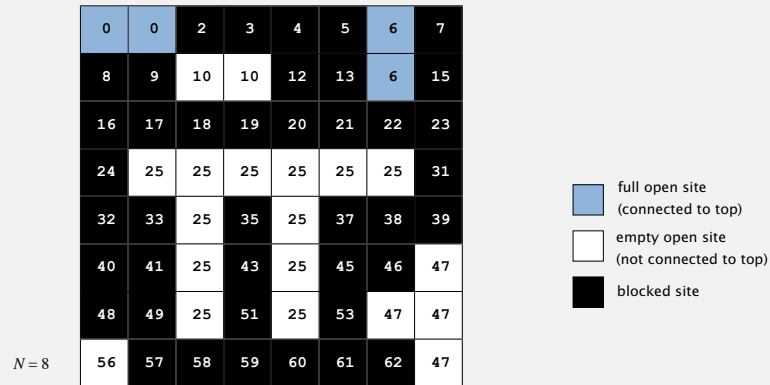 0 0 2 3 4 5 6 7
8 9 10 10 12 13 6 15
16 17 18 19 20 21 22 23
24 25 25 25 25 25 25 31
32 33 25 35 25 37 38 39
40 41 25 43 25 45 46 47
48 49 25 51 25 53 47 47
N = 8 56 57 58 59 60 61 62 47
full open site
(connected to top)
empty open site
(not connected to top)
blocked site